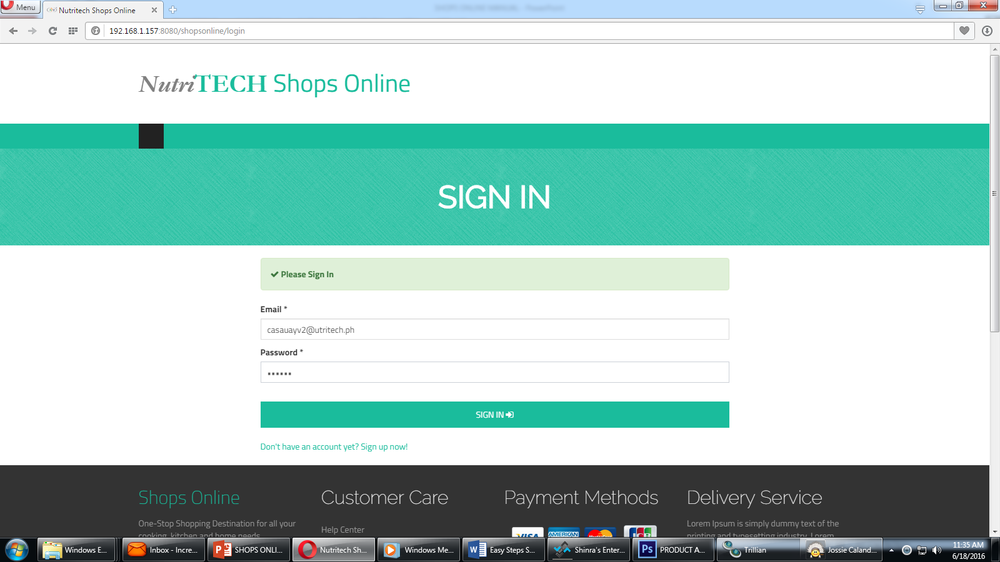 Menu
Nutritech Shops Online
192.168.1.157:8080/shopsonline/login
NutriTECH Shops Online
SIGN IN
Please Sign In
Email *
casauayv2@utritech.ph
Password *
SIGN IN
Don't have an account yet? Sign up now!
Shops Online
Customer Care
Payment Methods
Delivery Service
One-Stop Shopping Destination for all your
cooking, kitchen and home needs
Help Center
VISA
AMERICAN
MasterCard
JCB
Lorem Ipsum is simply dummy text of the
printing and typesetting industry. Lorem
Windows E...
Inbox - Incre...
SHOPS ONLI...
Nutritech Sh...
Windows Me...
Easy Steps S...
Shinra's Enter...
PRODUCT A...
Trillian
Jossie Caland...
11:35 AM
6/18/2016